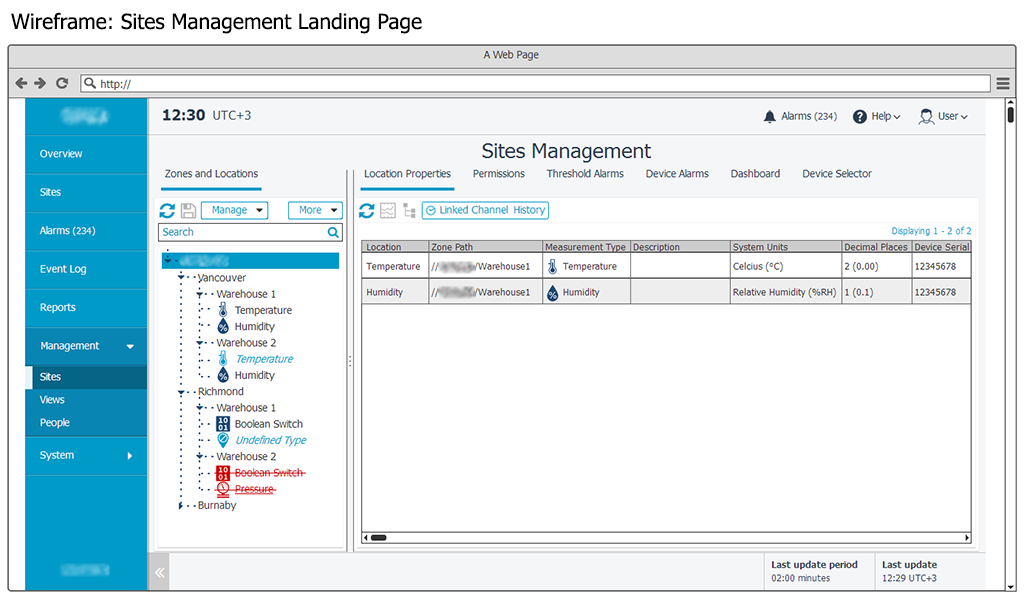 Wireframe: Sites Management Landing Page
A Web Page
http://
12:30 UTC+3
Alarms (234)
Help
User
Overview
Sites
Alarms (234)
Event Log
Reports
Management
Sites
Views
People
System
Sites Management
Zones and Locations
Manage
More
Search
Vancouver
Warehouse 1
Temperature
Humidity
Warehouse 2
Temperature
Humidity
Richmond
Warehouse 1
Boolean Switch
Undefined Type
Warehouse 2
Boolean Switch
Pressure
Burnaby
Location Properties Permissions Threshold Alarms Device Alarms Dashboard Device Selector
Linked Channel History
Displaying 1 - 2 of 2
Location Zone Path Measurement Type Description System Units Decimal Places Device Serial
Temperature // /Warehouse1 Temperature Celcius (°C) 2 (0.00) 12345678
Humidity // /Warehouse1 Humidity Relative Humidity (%RH) 1 (0.1) 12345678
Last update period
02:00 minutes
Last update
12:29 UTC+3